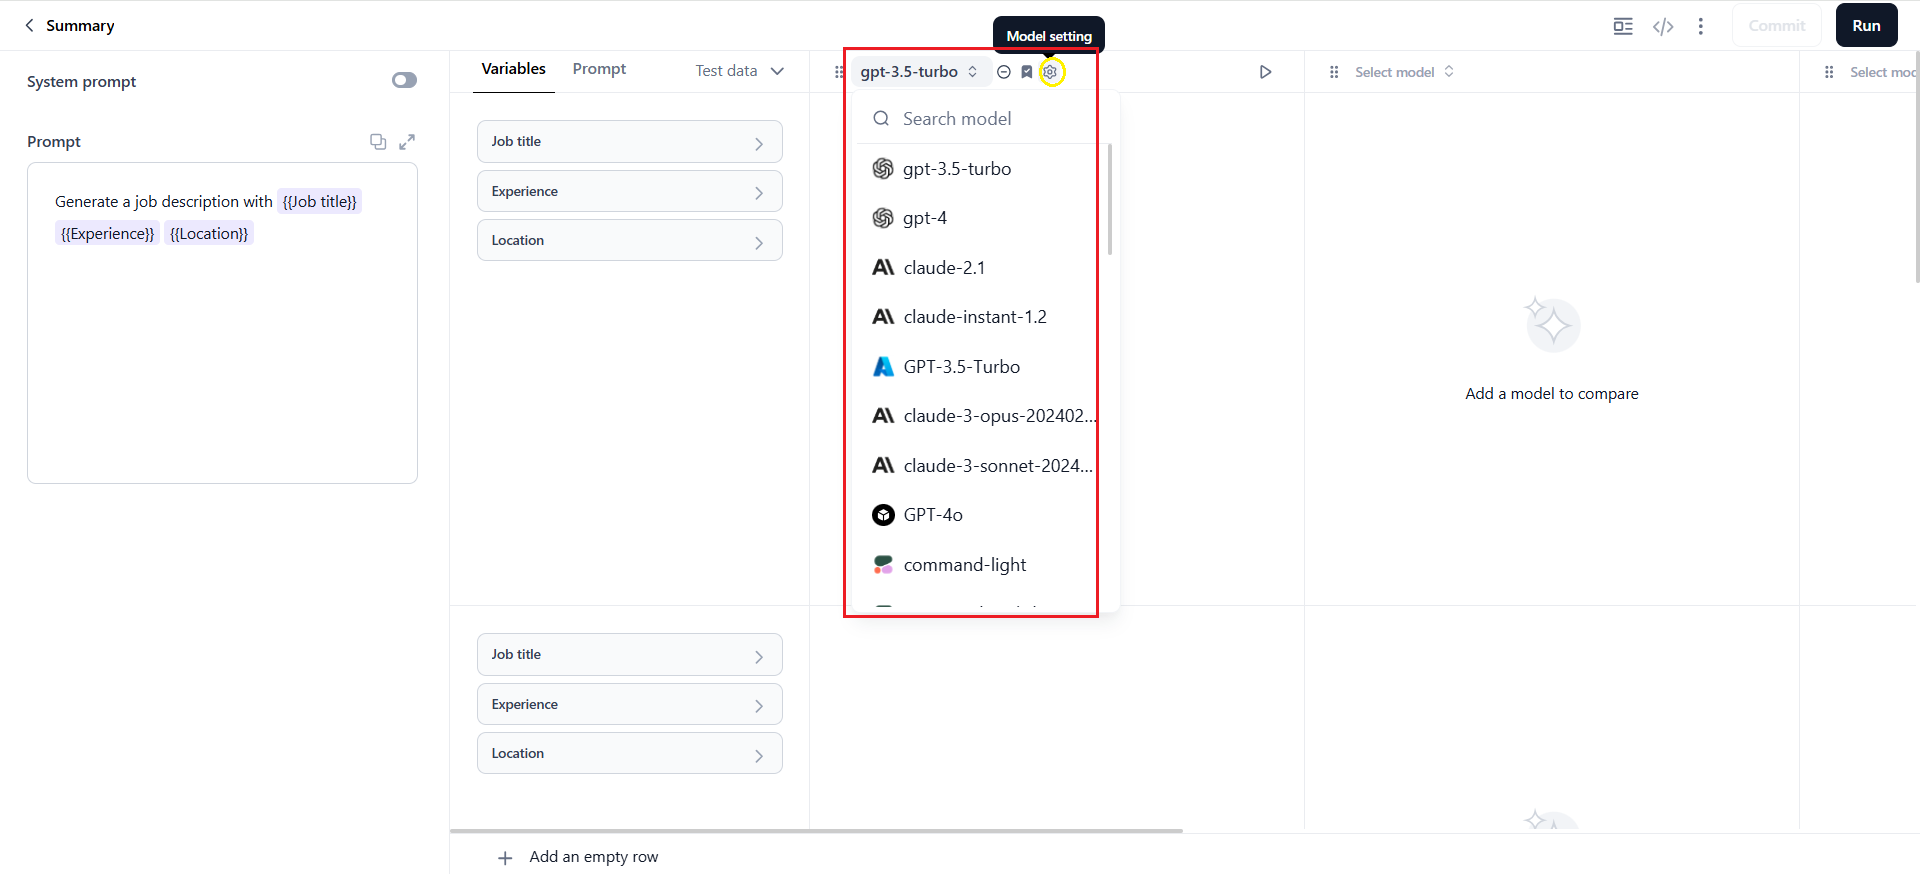 Summary
Model setting
Commit
Run
System prompt
Prompt
Generate a job description with {{Job title}}
{{Experience}} {{Location}}
Variables
Prompt
Test data
gpt-3.5-turbo
Select model
Select mod
Job title
Experience
Location
Search model
gpt-3.5-turbo
gpt-4
claude-2.1
claude-instant-1.2
GPT-3.5-Turbo
claude-3-opus-202402...
claude-3-sonnet-2024...
GPT-4o
command-light
Add a model to compare
Job title
Experience
Location
Add an empty row